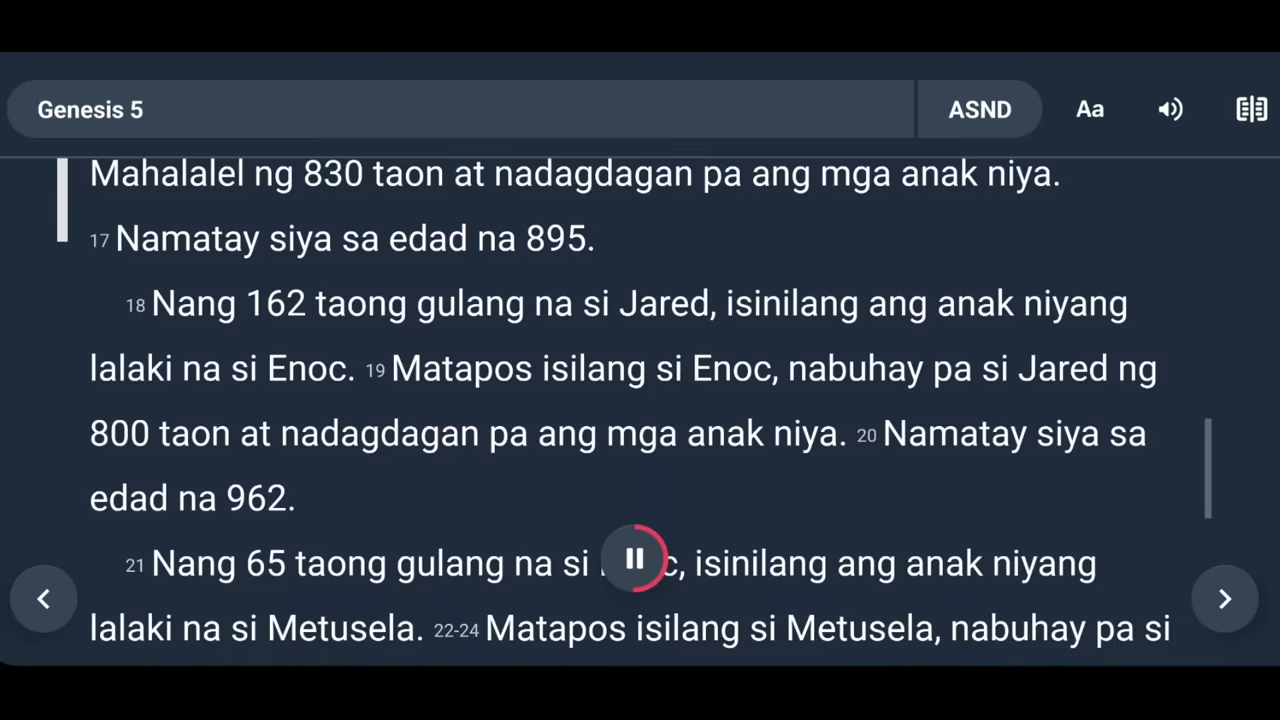 Genesis 5
ASND
Aa
Mahalalel ng 830 taon at nadagdagan pa ang mga anak niya.
17 Namatay siya sa edad na 895.
18 Nang 162 taong gulang na si Jared, isinilang ang anak niyang
lalaki na si Enoc. 19 Matapos isilang si Enoc, nabuhay pa si Jared ng
800 taon at nadagdagan pa ang mga anak niya. 20 Namatay siya sa
edad na 962.
21 Nang 65 taong gulang na si isinilang ang anak niyang
lalaki na si Metusela. 22-24 Matapos isilang si Metusela, nabuhay pa si